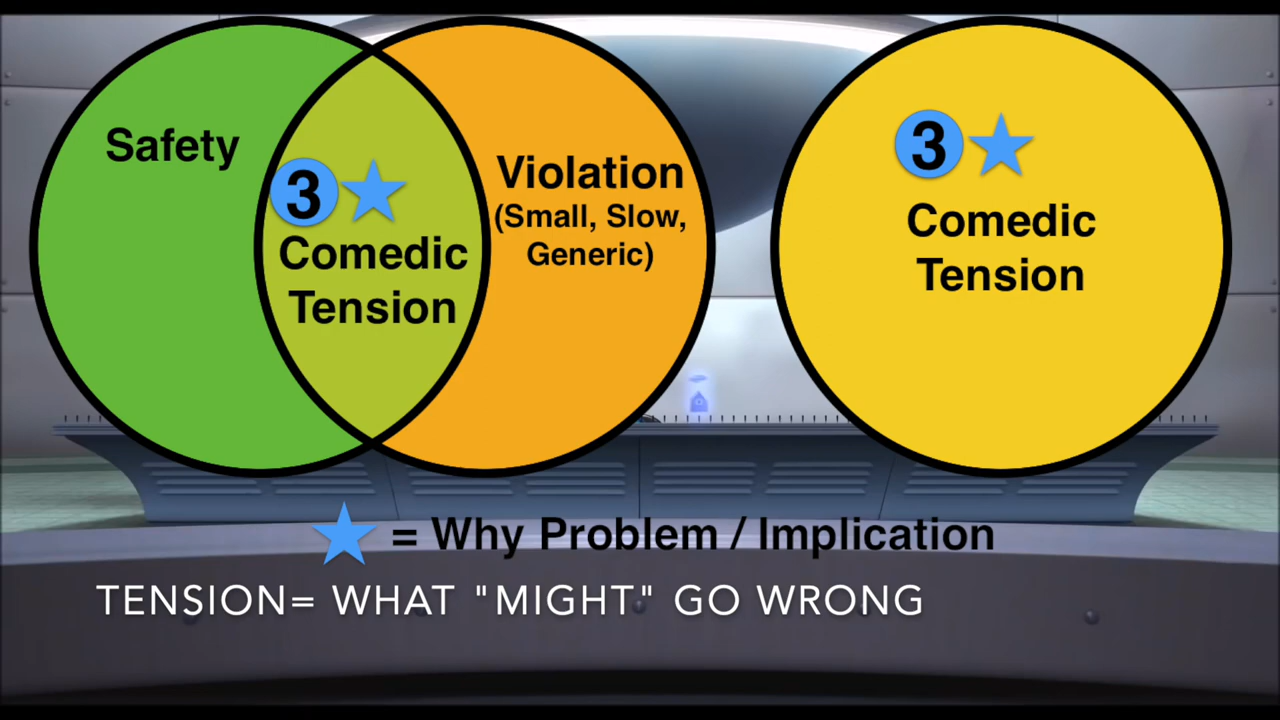 Safety
3
Comedic
Tension
Violation
(Small, Slow,
Generic)
3
Comedic
Tension
= Why Problem / Implication
TENSION= WHAT "MIGHT" GO WRONG